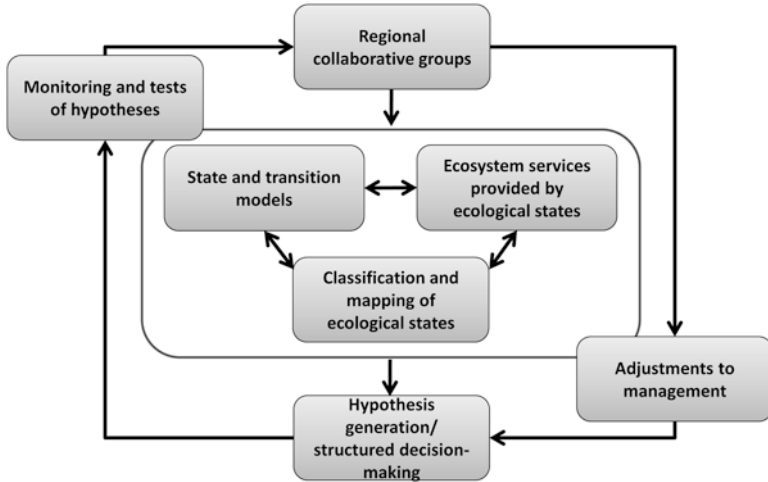 Regional
collaborative groups
Monitoring and tests
of hypotheses
State and transition
models
Ecosystem services
provided by
ecological states
Classification and
mapping of
ecological states
Adjustments to
management
Hypothesis
generation/
structured decision-
making